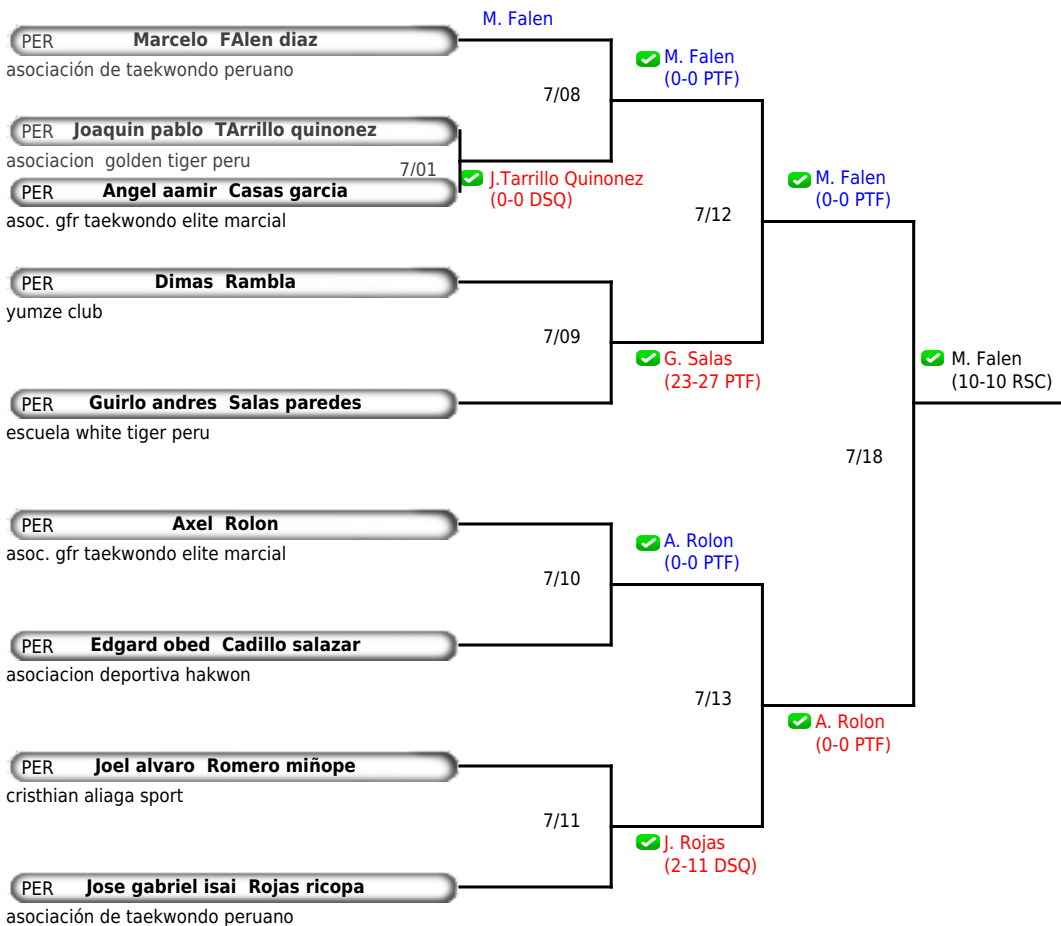 M. Falen
PER Marcelo FAlen diaz
asociación de taekwondo peruano
M. Falen
(0-0 PTF)
7/08
PER Joaquin pablo TArrillo quinonez
asociacion golden tiger peru
7/01
J.Tarrillo Quinonez
(0-0 DSQ)
PER Angel aamir Casas garcia
asoc. gfr taekwondo elite marcial
M. Falen
(0-0 PTF)
7/12
PER Dimas Rambla
yumze club
7/09
G. Salas
(23-27 PTF)
M. Falen
(10-10 RSC)
PER Guirlo andres Salas paredes
escuela white tiger peru
7/18
PER Axel Rolon
asoc. gfr taekwondo elite marcial
A. Rolon
(0-0 PTF)
7/10
PER Edgard obed Cadillo salazar
asociacion deportiva hakwon
7/13
A. Rolon
(0-0 PTF)
PER Joel alvaro Romero miñope
cristhian aliaga sport
7/11
J. Rojas
(2-11 DSQ)
PER Jose gabriel isai Rojas ricopa
asociación de taekwondo peruano